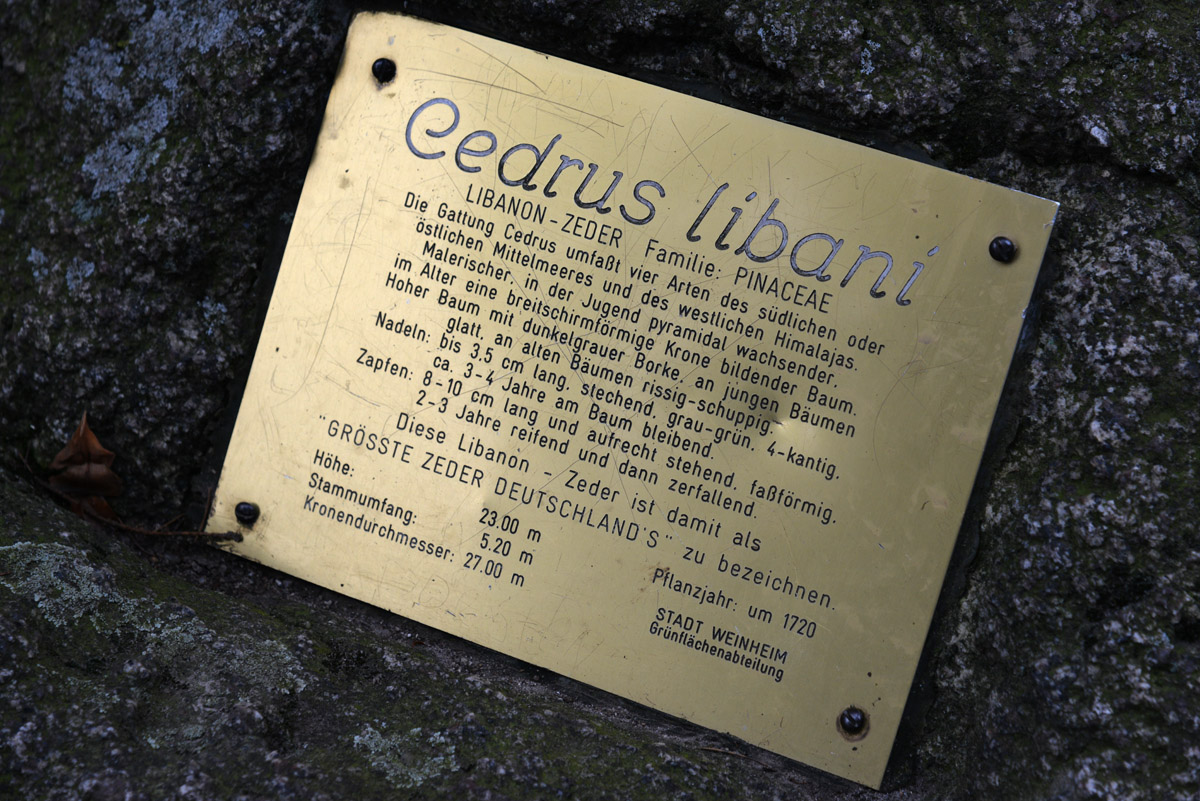 Cedrus libani
LIBANON-ZEDER Familie: PINACEAE
Die Gattung Cedrus umfaßt vier Arten des südlichen oder
östlichen Mittelmeeres und des westlichen Himalajas.
Malerischer, in der Jugend pyramidal wachsender.
im Alter eine breitschirmförmige Krone bildender Baum.
Hoher Baum mit dunkelgrauer Borke, an jungen Bäumen
glatt, an alten Bäumen rissig-schuppig.
Nadeln: bis 3,5 cm lang. stechend. grau-grün. 4-kantig.
ca. 3-4 Jahre am Baum bleibend.
Zapfen: 8-10 cm lang und aufrecht stehend. faßförmig.
2-3 Jahre reifend und dann zerfallend.
Diese Libanon - Zeder ist damit als
"GRÖSSTE ZEDER DEUTSCHLAND'S" zu bezeichnen.
Höhe: 23.00 m
Stammumfang: 5.20 m
Kronendurchmesser: 27.00 m
Pflanzjahr: um 1720
STADT WEINHEIM
Grünflächenabteilung